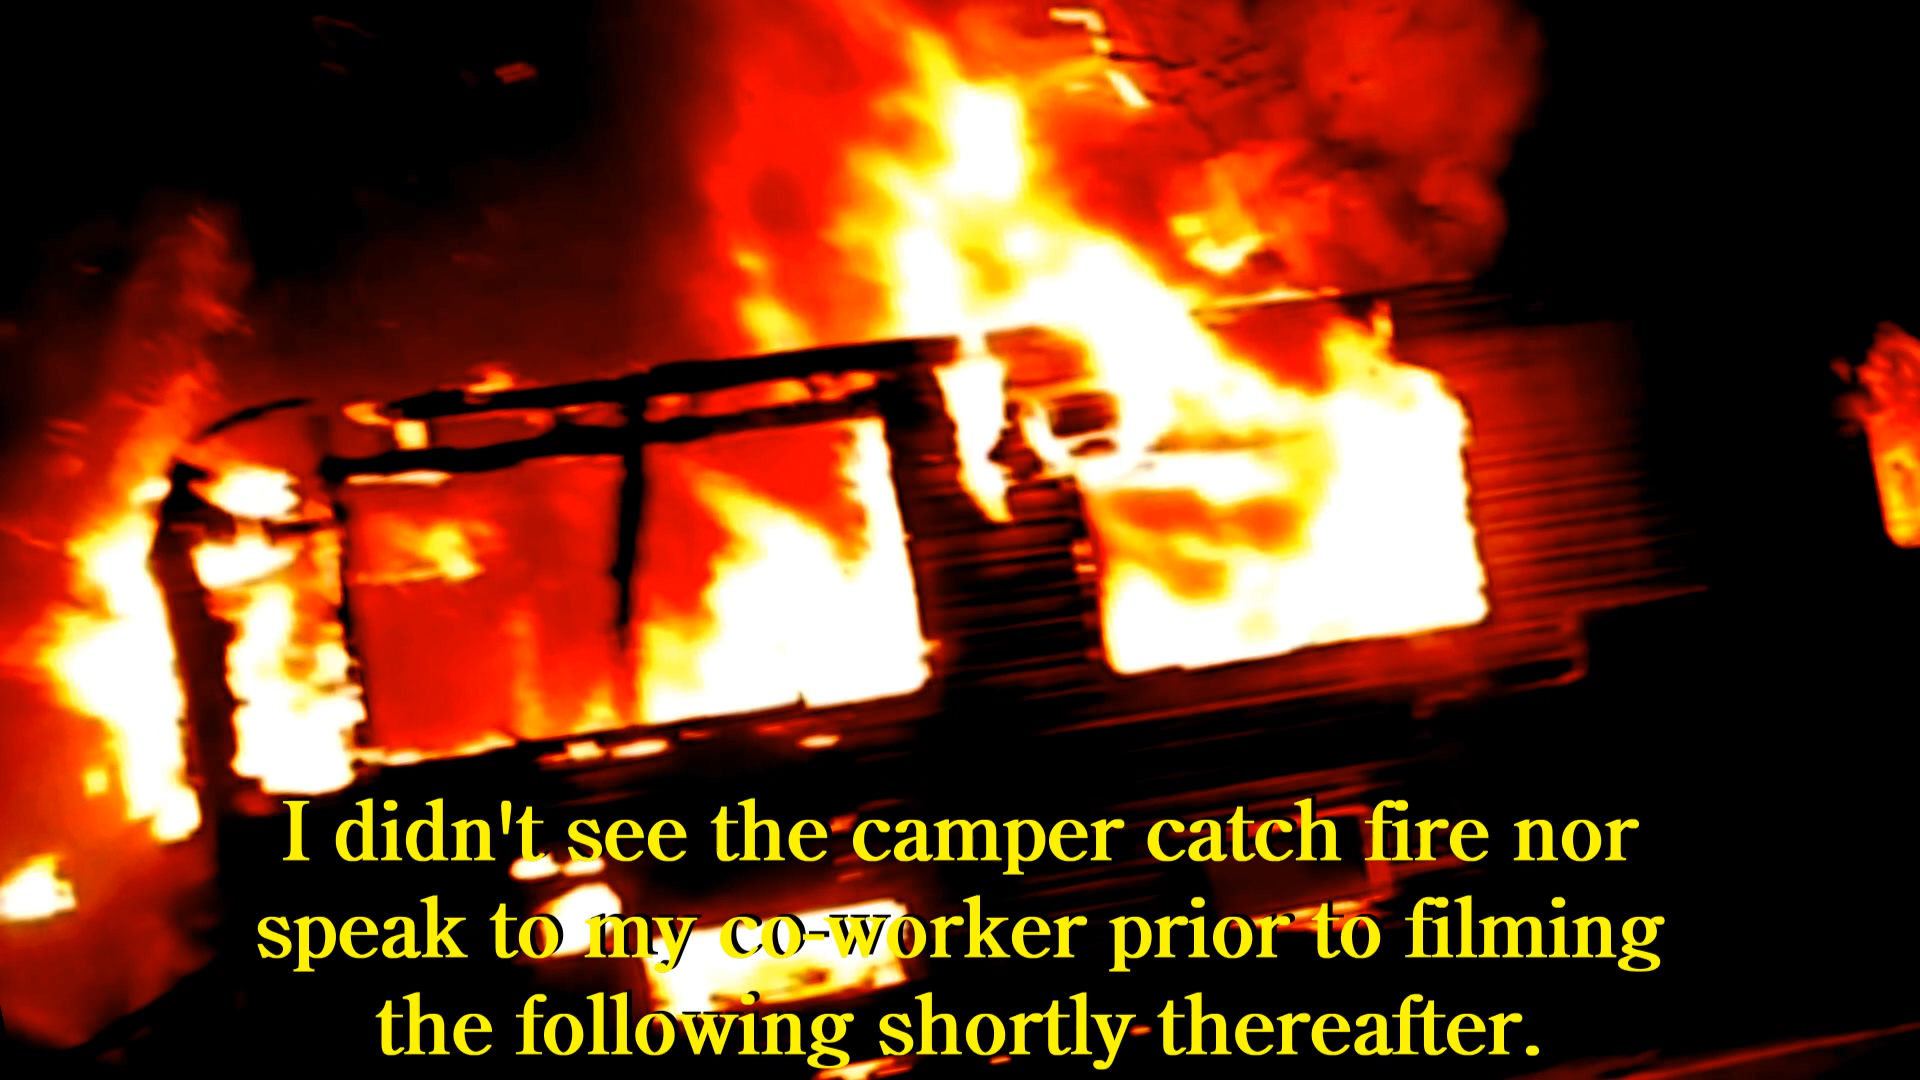 I didn't see the camper catch fire nor
speak to my co-worker prior to filming
the following shortly thereafter.